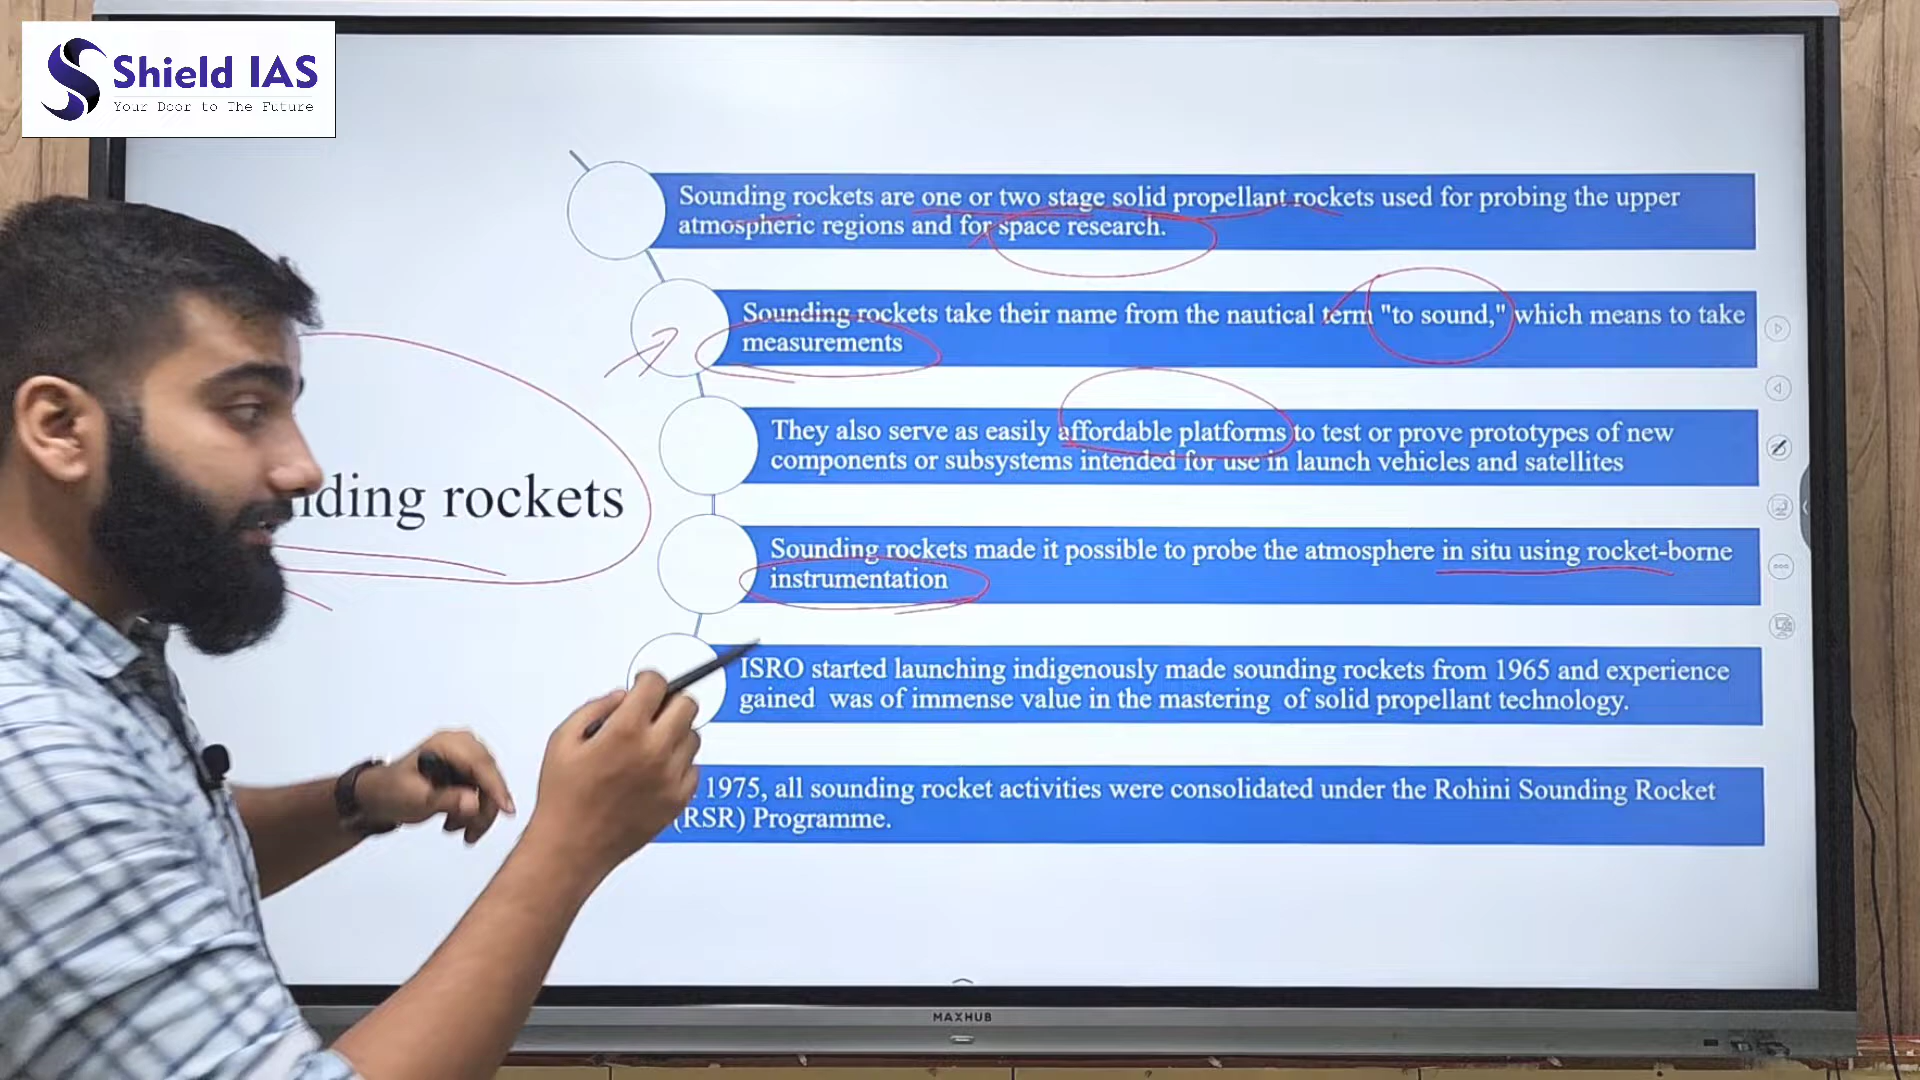 Shield IAS
Your Door to The Future
Sounding rockets are one or two stage solid propellant rockets used for probing the upper
atmospheric regions and for space research.
Sounding rockets take their name from the nautical term "to sound," which means to take
measurements
They also serve as easily affordable platforms to test or prove prototypes of new
components or subsystems intended for use in launch vehicles and satellites
nding rockets
Sounding rockets made it possible to probe the atmosphere in situ using rocket-borne
instrumentation
ISRO started launching indigenously made sounding rockets from 1965 and experience
gained was of immense value in the mastering of solid propellant technology.
1975, all sounding rocket activities were consolidated under the Rohini Sounding Rocket
(RSR) Programme.
MAXHUB